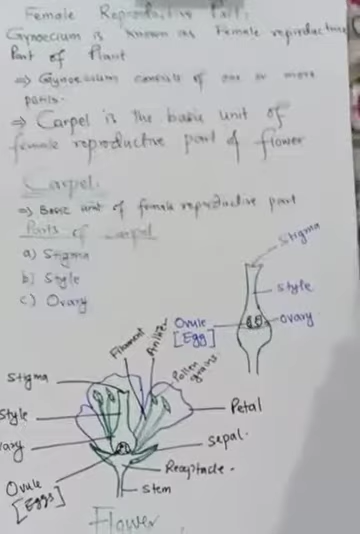 Female Reproductive Part:
Gynoecium is known as Female reproductive
Part of Plant
⇒ Gynoecium consists of one or more
⇒ Carpel is the basic unit of
female reproductive part of flower
Carpel.
⇒ Basic unit of female reproductive part
Parts of Carpel
a) Stigma
b) Style
c) Ovary
Stigma
Style
Ovule
[Egg]
Ovary
Filament
Pollen
grains.
Stigma
Style
vary
Petal
Sepal.
Receptacle.
Ovule
[Eggs]
Stem
Flower